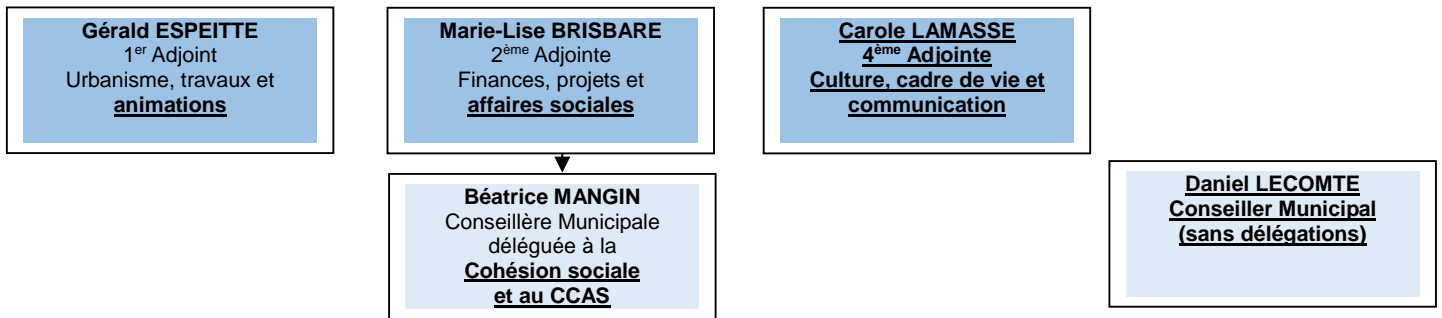 Gérald ESPEITTE
1er Adjoint
Urbanisme, travaux et
animations
Marie-Lise BRISBARE
2ème Adjointe
Finances, projets et
affaires sociales
Carole LAMASSE
4ème Adjointe
Culture, cadre de vie et
communication
Béatrice MANGIN
Conseillère Municipale
déléguée à la
Cohésion sociale
et au CCAS
Daniel LECOMTE
Conseiller Municipal
(sans délégations)